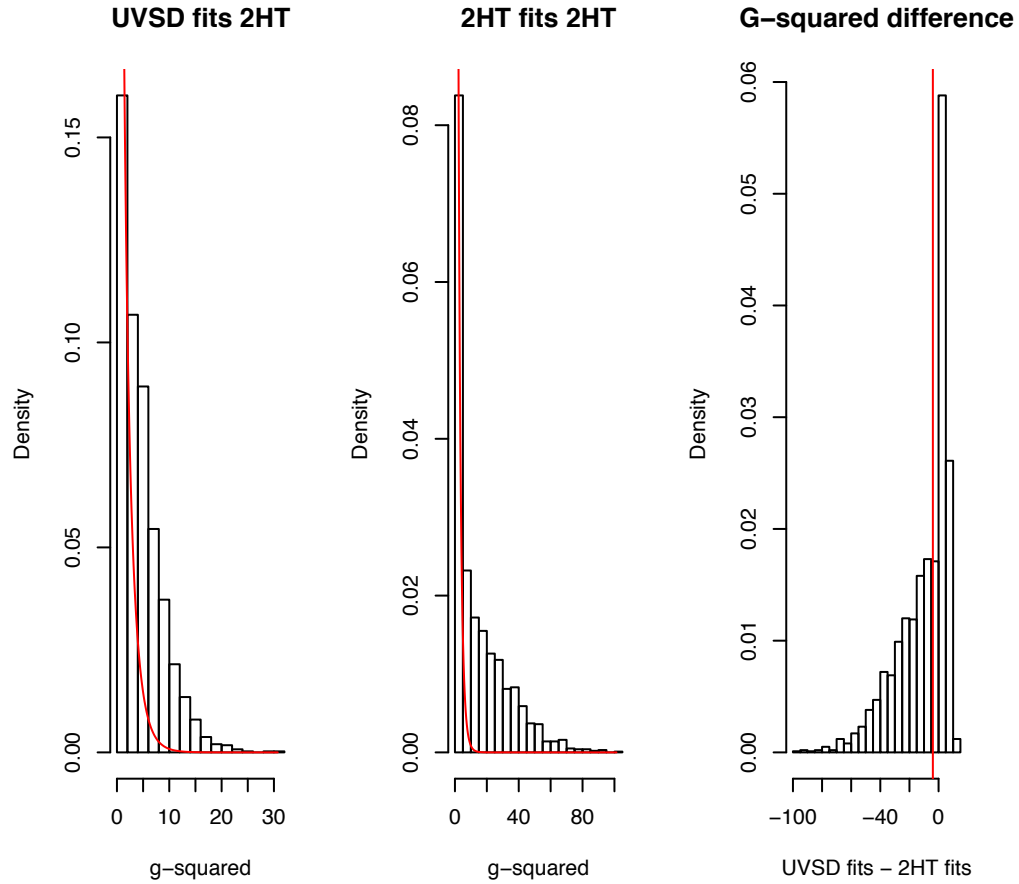 UVSD fits 2HT
Density
0.00
0.05
0.10
0.15
0
10
20
30
g−squared
2HT fits 2HT
Density
0.00
0.02
0.04
0.06
0.08
0
40
80
g−squared
G−squared difference
Density
0.00
0.01
0.02
0.03
0.04
0.05
0.06
−100
−40
0
UVSD fits − 2HT fits